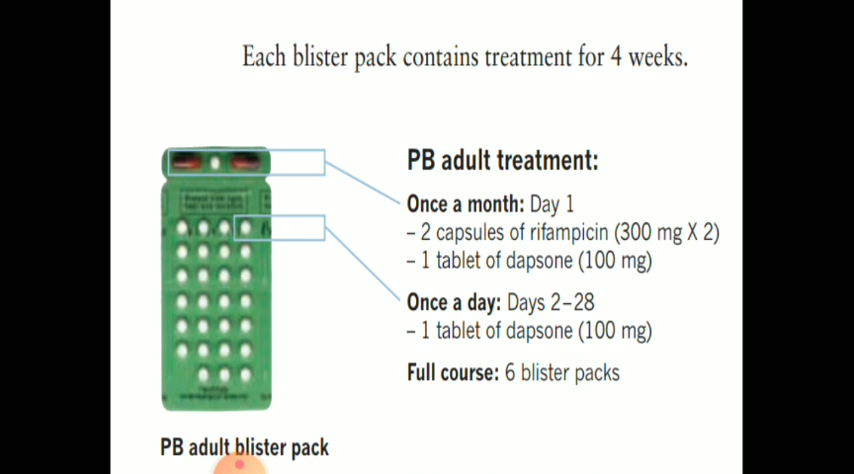 Each blister pack contains treatment for 4 weeks.
PB adult treatment:
Once a month: Day 1
– 2 capsules of rifampicin (300 mg X 2)
– 1 tablet of dapsone (100 mg)
Once a day: Days 2–28
– 1 tablet of dapsone (100 mg)
Full course: 6 blister packs
PB adult blister pack